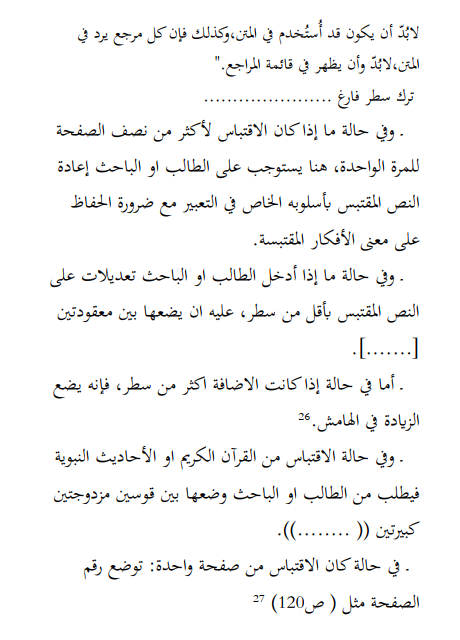 لابُدّ أن يكون قد أُستُخدم في المتن،وكذلك فإن كل مرجع يرد في
المتن،لابُدّ وأن يظهر في قائمة المراجع."
ترك سطر فارغ ......................
. وفي حالة ما إذا كان الاقتباس لأكثر من نصف الصفحة
للمرة الواحدة، هنا يستوجب على الطالب او الباحث إعادة
النص المقتبس بأسلوبه الخاص في التعبير مع ضرورة الحفاظ
على معنى الأفكار المقتبسة.
. وفي حالة ما إذا أدخل الطالب او الباحث تعديلات على
النص المقتبس بأقل من سطر، عليه ان يضعها بين معقودتين
[.......].
. أما في حالة إذا كانت الاضافة اكثر من سطر، فإنه يضع
الزيادة في الهامش.26
. وفي حالة الاقتباس من القرآن الكريم او الأحاديث النبوية
فيطلب من الطالب او الباحث وضعها بين قوسين مزدوجتين
كبيرتين (( ........)).
. في حالة كان الاقتباس من صفحة واحدة: توضع رقم
الصفحة مثل ( ص120) 27